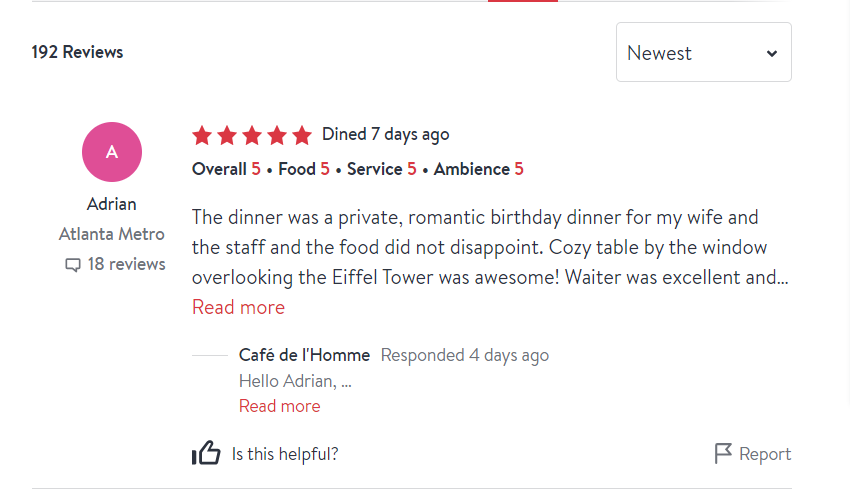 192 Reviews
Newest
A
Adrian
Atlanta Metro
18 reviews
Dined 7 days ago
Overall 5 • Food 5 • Service 5 • Ambience 5
The dinner was a private, romantic birthday dinner for my wife and
the staff and the food did not disappoint. Cozy table by the window
overlooking the Eiffel Tower was awesome! Waiter was excellent and...
Read more
Café de l'Homme Responded 4 days ago
Hello Adrian, ...
Read more
Is this helpful?
Report